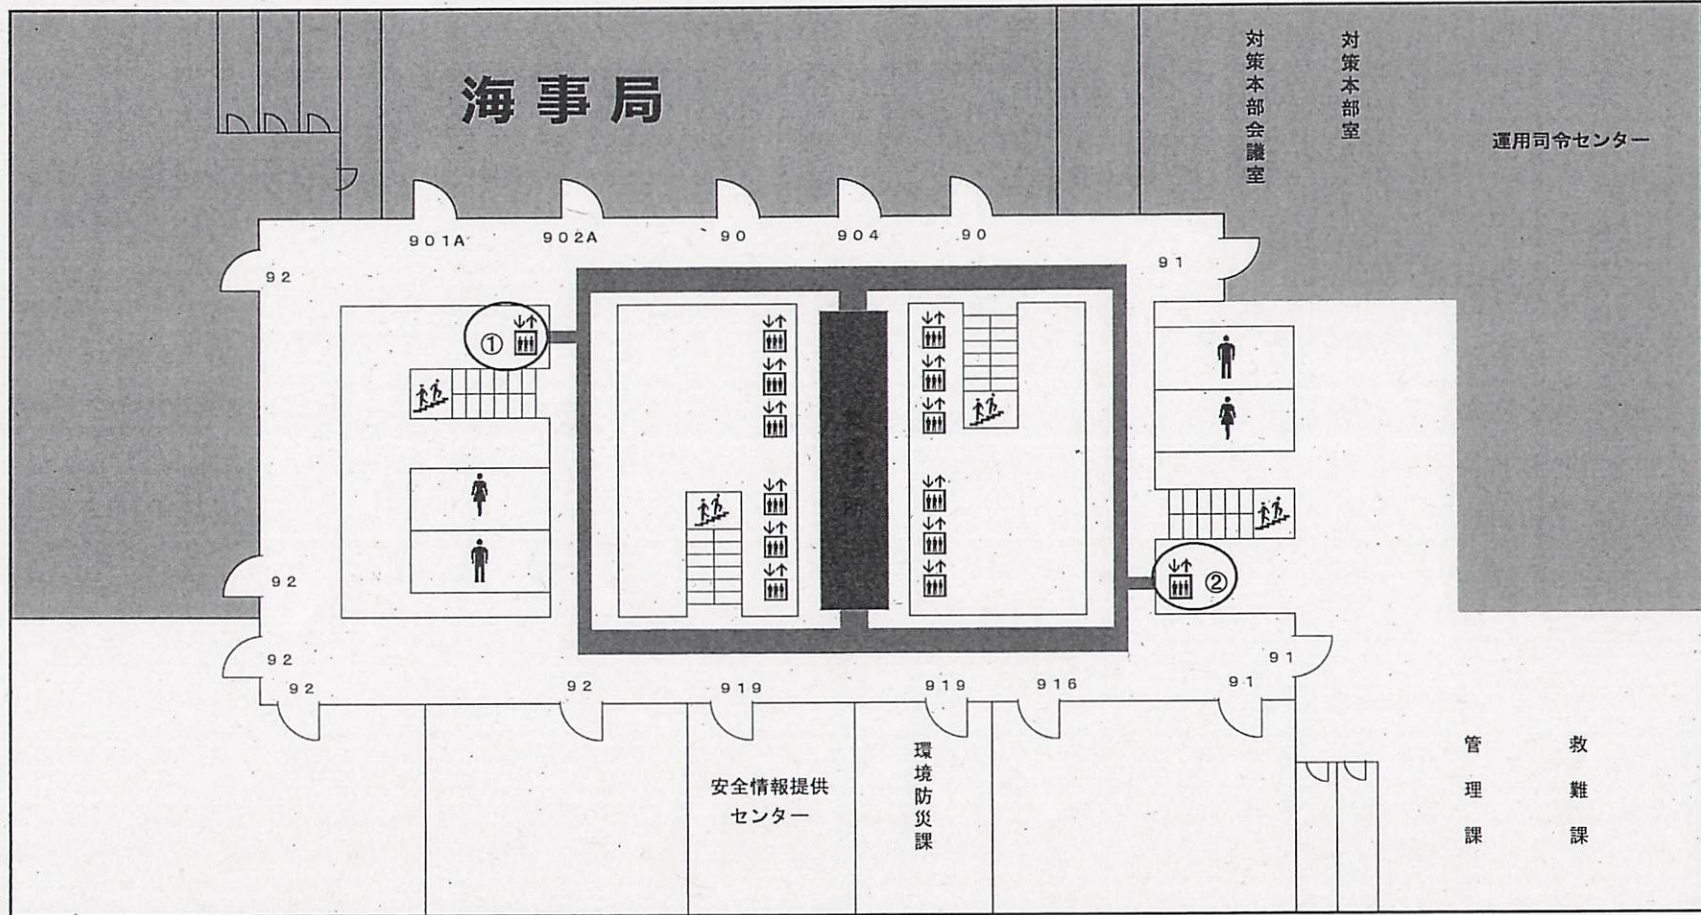 海事局
対策本部会議室
対策本部室
運用司令センター
901A
902A
90
904
90
91
92
①
92
②
92
92
92
919
919
916
91
91
安全情報提供
センター
環境防災課
管理課
救難課